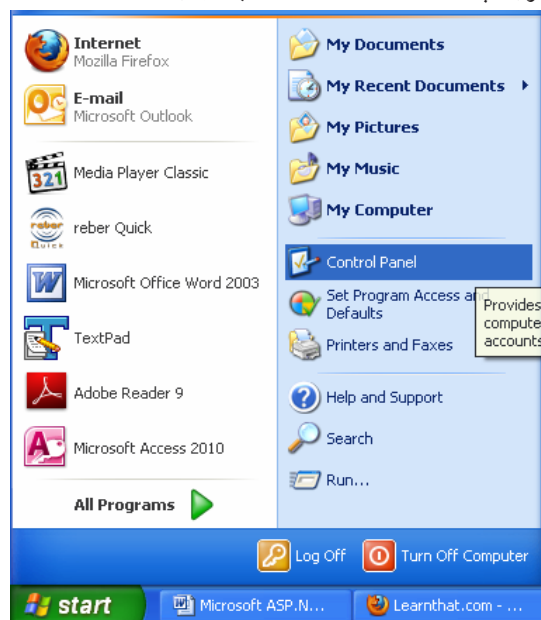 Internet
Mozilla Firefox
E-mail
Microsoft Outlook
321
Media Player Classic
reber
Quick
reber Quick
Microsoft Office Word 2003
TextPad
Adobe Reader 9
Microsoft Access 2010
All Programs
My Documents
My Recent Documents
My Pictures
My Music
My Computer
Control Panel
Set Program Access and
Defaults
Provides
compute
accounts
Printers and Faxes
Help and Support
Search
Run...
Log Off
Turn Off Computer
start
Microsoft ASP.N...
Learnthat.com - ...